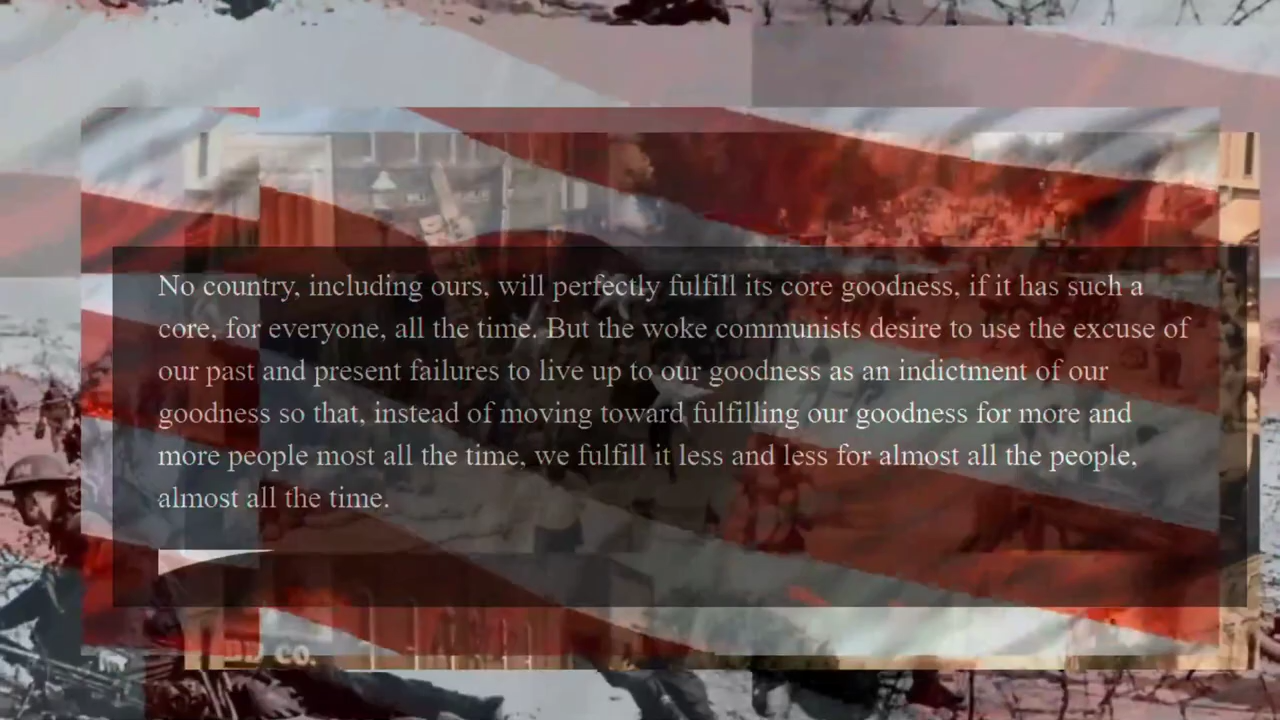 No country, including ours, will perfectly fulfill its core goodness, if it has such a
core, for everyone, all the time. But the woke communists desire to use the excuse of
our past and present failures to live up to our goodness as an indictment of our
goodness so that, instead of moving toward fulfilling our goodness for more and
more people most all the time, we fulfill it less and less for almost all the people,
almost all the time.
CO.